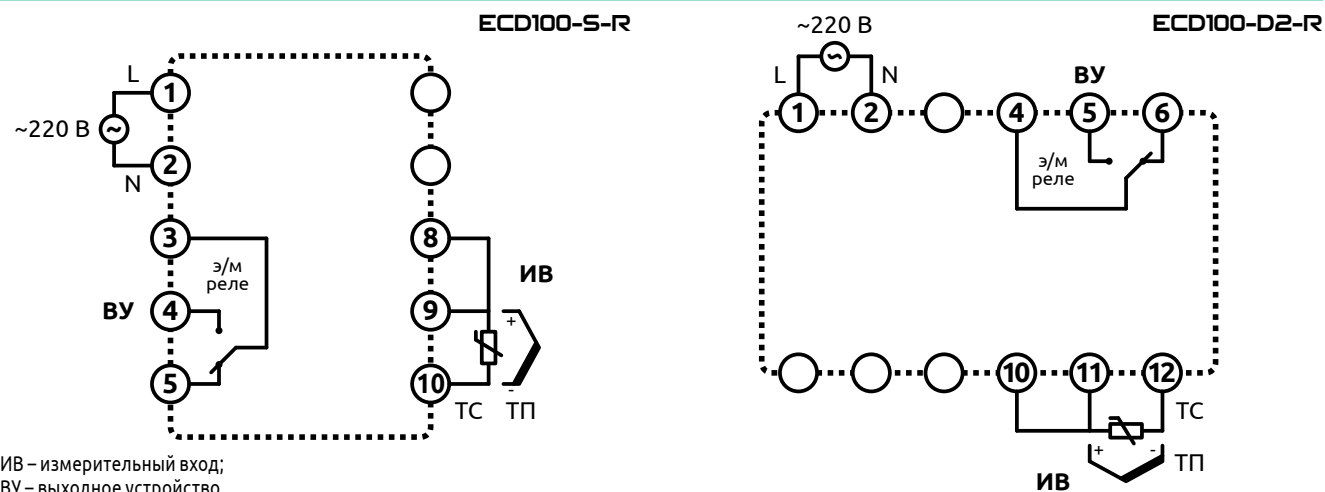 ECD100-S-R
L
1
~220 В
2
N
3
э/м
реле
ВУ
4
5
8
ИВ
9
+
10
-
ТС
ТП
ИВ – измерительный вход;
ВУ – выходное устройство
ECD100-D2-R
~220 В
L
N
ВУ
1
2
4
5
6
э/м
реле
10
11
12
ТС
+
-
ТП
ИВ